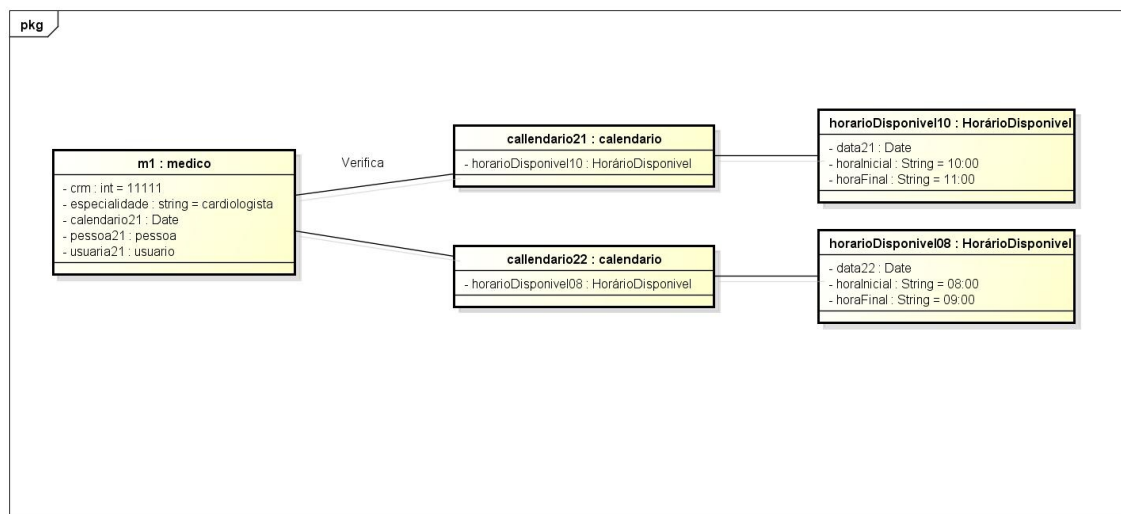 pkg
m1 : medico
- crm : int = 11111
- especialidade : string = cardiologista
- calendario21 : Date
- pessoa21 : pessoa
- usuaria21 : usuario
Verifica
callendario21 : calendario
- horarioDisponivel10 : HorárioDisponivel
callendario22 : calendario
- horarioDisponivel08 : HorárioDisponivel
horarioDisponivel10 : HorárioDisponivel
- data21 : Date
- horaInicial : String = 10:00
- horaFinal : String = 11:00
horarioDisponivel08 : HorárioDisponivel
- data22 : Date
- horaInicial : String = 08:00
- horaFinal : String = 09:00